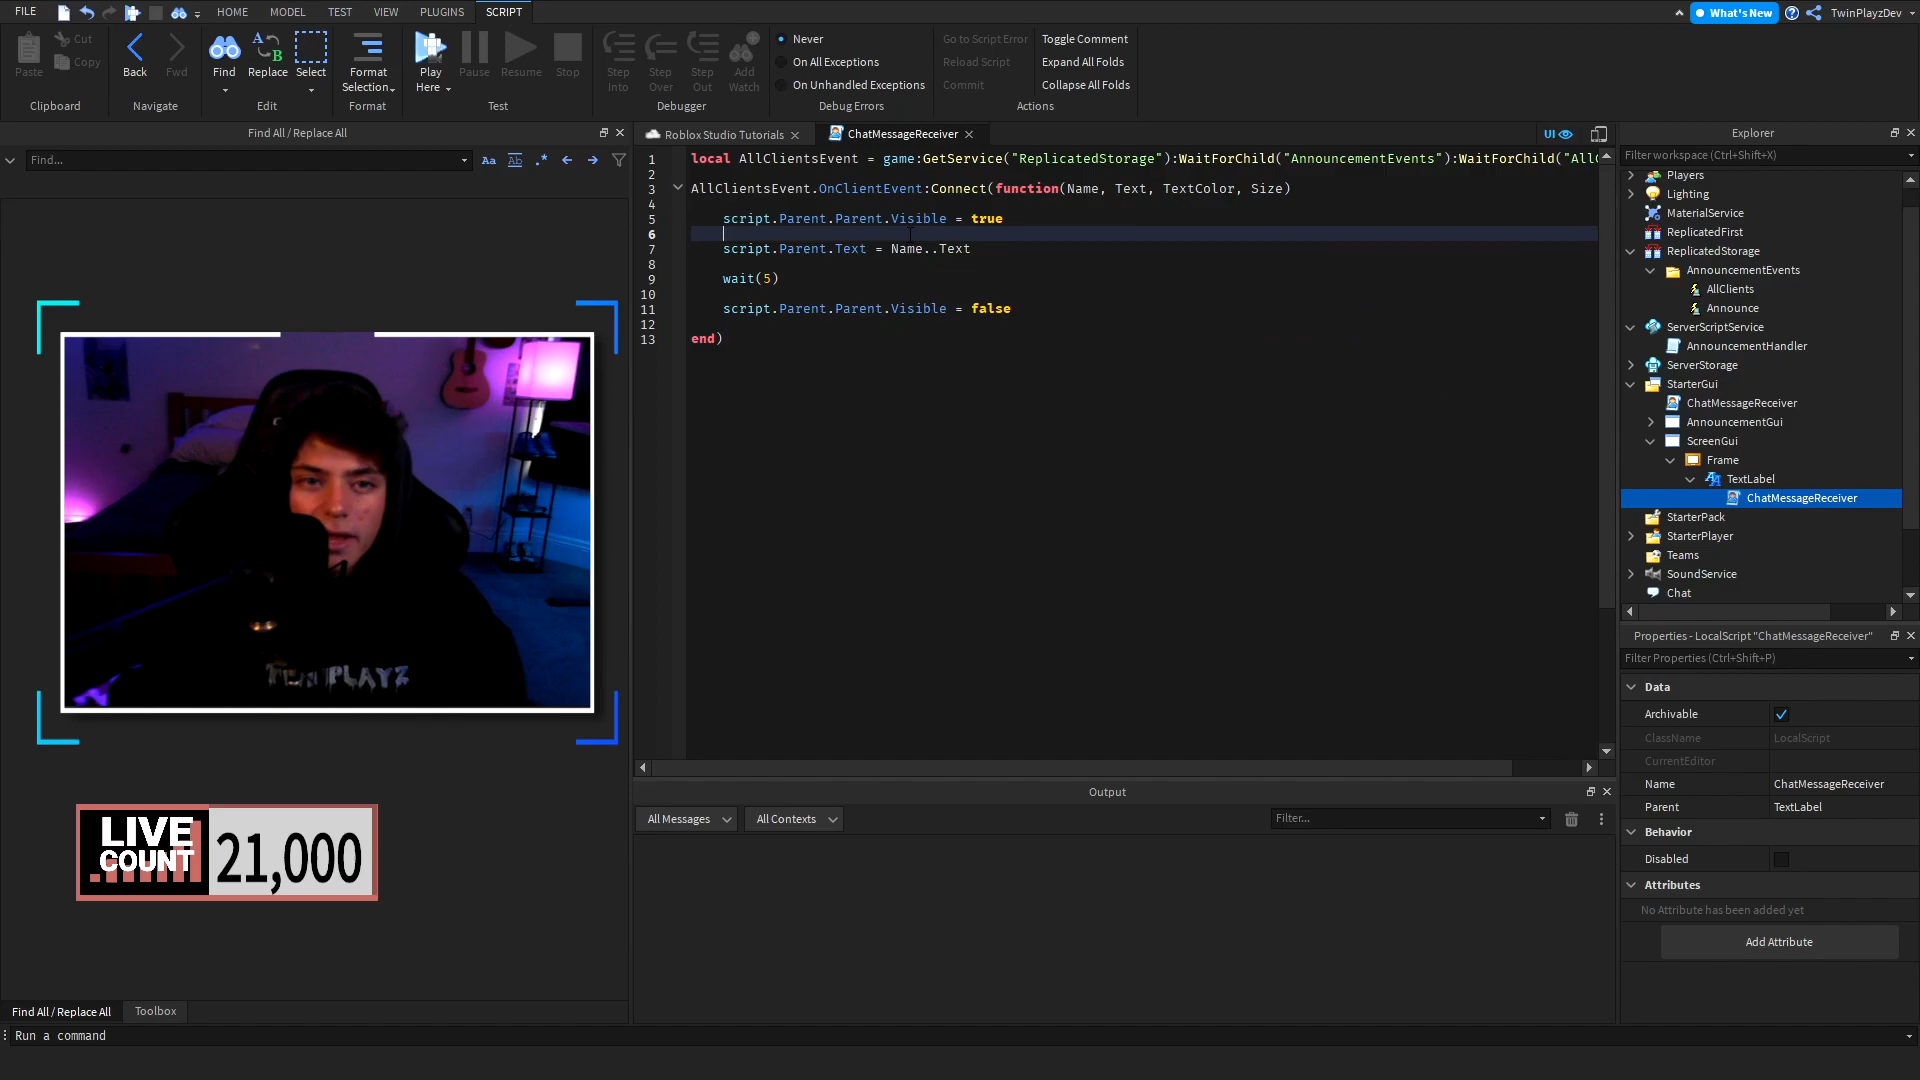 FILE HOME MODEL TEST VIEW PLUGINS SCRIPT What's New TwinPlayzDev
Paste Cut Copy Clipboard
Back Fwd Navigate
Find Replace Select Edit
Format Selection Format
Play Here Pause Resume Stop Test
Step Into Step Over Step Out Add Watch Debugger
Never
On All Exceptions
On Unhandled Exceptions
Debug Errors
Go to Script Error Toggle Comment
Reload Script Expand All Folds
Commit Collapse All Folds
Actions
Find All / Replace All
Find...
Aa Ab .*
TWINPLAYZ
LIVE COUNT 21,000
Find All / Replace All Toolbox
Run a command
Roblox Studio Tutorials ChatMessageReceiver UI
1 local AllClientsEvent = game:GetService("ReplicatedStorage"):WaitForChild("AnnouncementEvents"):WaitForChild("All
2
3 AllClientsEvent.OnClientEvent:Connect(function(Name, Text, TextColor, Size)
4
5 script.Parent.Parent.Visible = true
6
7 script.Parent.Text = Name..Text
8
9 wait(5)
10
11 script.Parent.Parent.Visible = false
12
13 end)
Output
All Messages All Contexts Filter...
Explorer
Filter workspace (Ctrl+Shift+X)
Players
Lighting
MaterialService
ReplicatedFirst
ReplicatedStorage
AnnouncementEvents
AllClients
Announce
ServerScriptService
AnnouncementHandler
ServerStorage
StarterGui
ChatMessageReceiver
AnnouncementGui
ScreenGui
Frame
TextLabel
ChatMessageReceiver
StarterPack
StarterPlayer
Teams
SoundService
Chat
Properties - LocalScript "ChatMessageReceiver"
Filter Properties (Ctrl+Shift+P)
Data
Archivable
ClassName LocalScript
CurrentEditor
Name ChatMessageReceiver
Parent TextLabel
Behavior
Disabled
Attributes
No Attribute has been added yet
Add Attribute